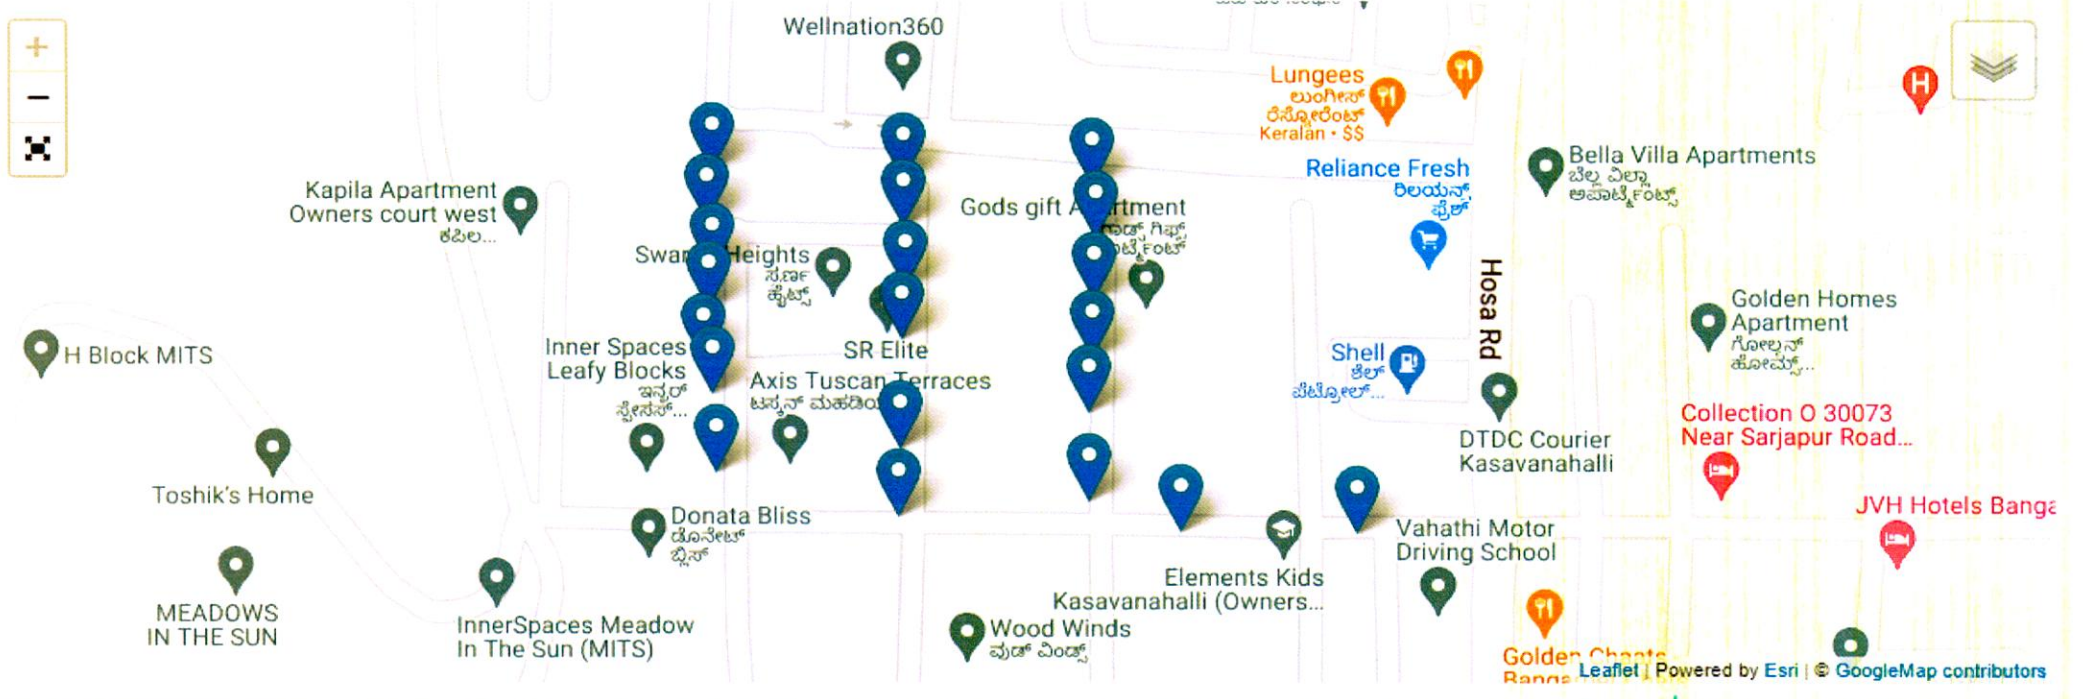 Wellnation360
Lungees
ಲುಂಗೀಸ್
ರೆಸ್ಟೋರೆಂಟ್
Keralan • $$
H
Reliance Fresh
ರಿಲಯನ್ಸ್
ಫ್ರೆಶ್
Bella Villa Apartments
ಬೆಲ್ಲ ವಿಲ್ಲಾ
ಅಪಾರ್ಟ್ಮೆಂಟ್ಸ್
Kapila Apartment
Owners court west
ಕಪಿಲ...
Gods gift
Heights
ಹೈಟ್ಸ್
Hosa Rd
Golden Homes
Apartment
ಗೋಲ್ಡನ್
ಹೋಮ್ಸ್...
H Block MITS
Inner Spaces
Leafy Blocks
ಇನ್ನರ್
ಸ್ಪೇಸಸ್...
SR Elite
Axis Tuscan Terraces
ಟಸ್ಕನ್
Shell
ಶೆಲ್
ಪೆಟ್ರೋಲ್...
DTDC Courier
Kasavanahalli
Collection O 30073
Near Sarjapur Road...
Toshik's Home
Donata Bliss
ಡೊನೇಟ್
ಬ್ಲಿಸ್
JVH Hotels Banga
Vahathi Motor
Driving School
Elements Kids
Kasavanahalli (Owners...
MEADOWS
IN THE SUN
InnerSpaces Meadow
In The Sun (MITS)
Wood Winds
ವುಡ್ ವಿಂಡ್ಸ್
Golden Chaats
Leaflet | Powered by Esri | © GoogleMap contributors